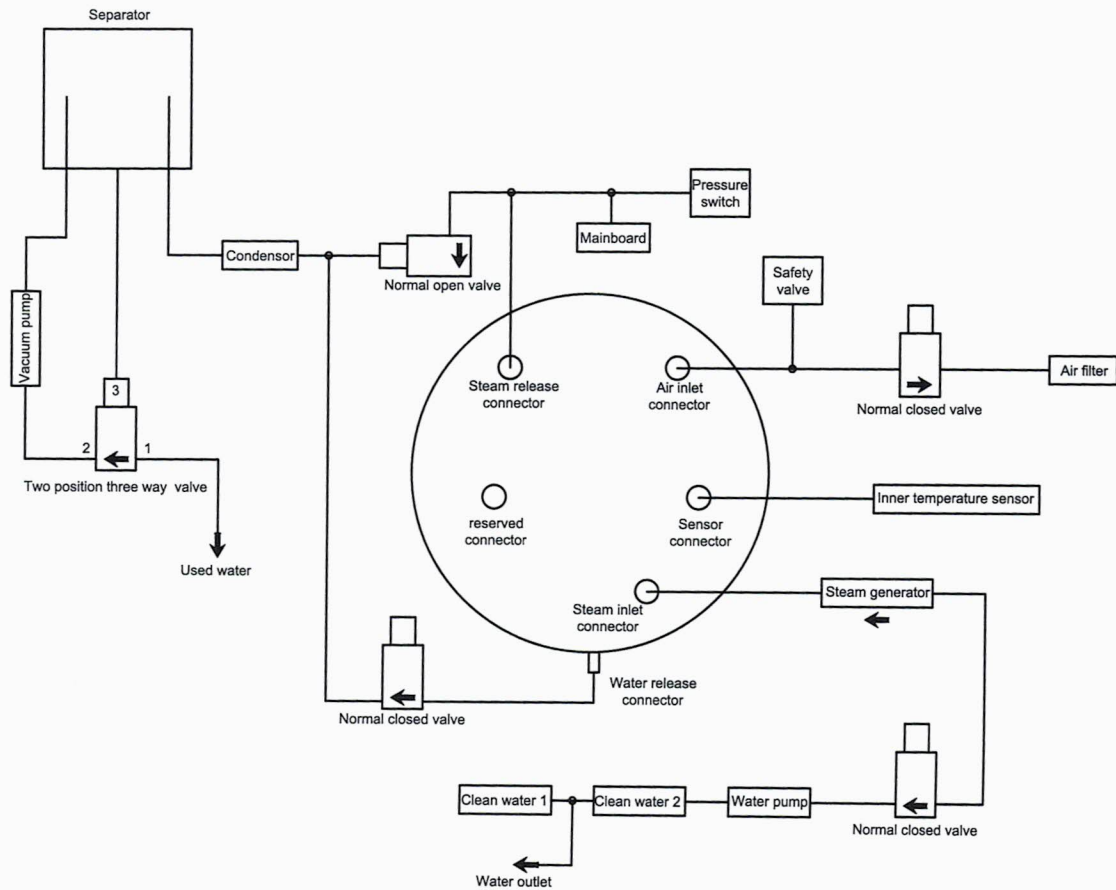 Separator
Pressure
switch
Mainboard
Condensor
Normal open valve
Safety
valve
Vacuum pump
3
Steam release
connector
Air inlet
connector
Normal closed valve
Air filter
2
1
Two position three way valve
reserved
connector
Sensor
connector
Inner temperature sensor
Used water
Steam inlet
connector
Steam generator
Water release
connector
Normal closed valve
Clean water 1
Clean water 2
Water pump
Normal closed valve
Water outlet